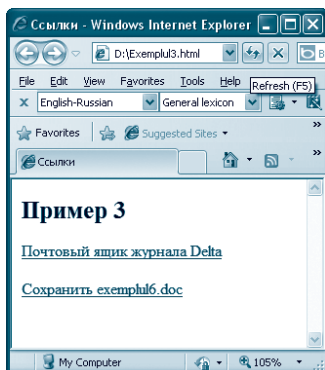 Ссылки - Windows Internet Explorer
D:\Exemplul3.html
File Edit View Favorites Tools Help
Refresh (F5)
English-Russian General lexicon
Favorites Suggested Sites
Ссылки
Пример 3
Почтовый ящик журнала Delta
Сохранить exemplul6.doc
My Computer 105%